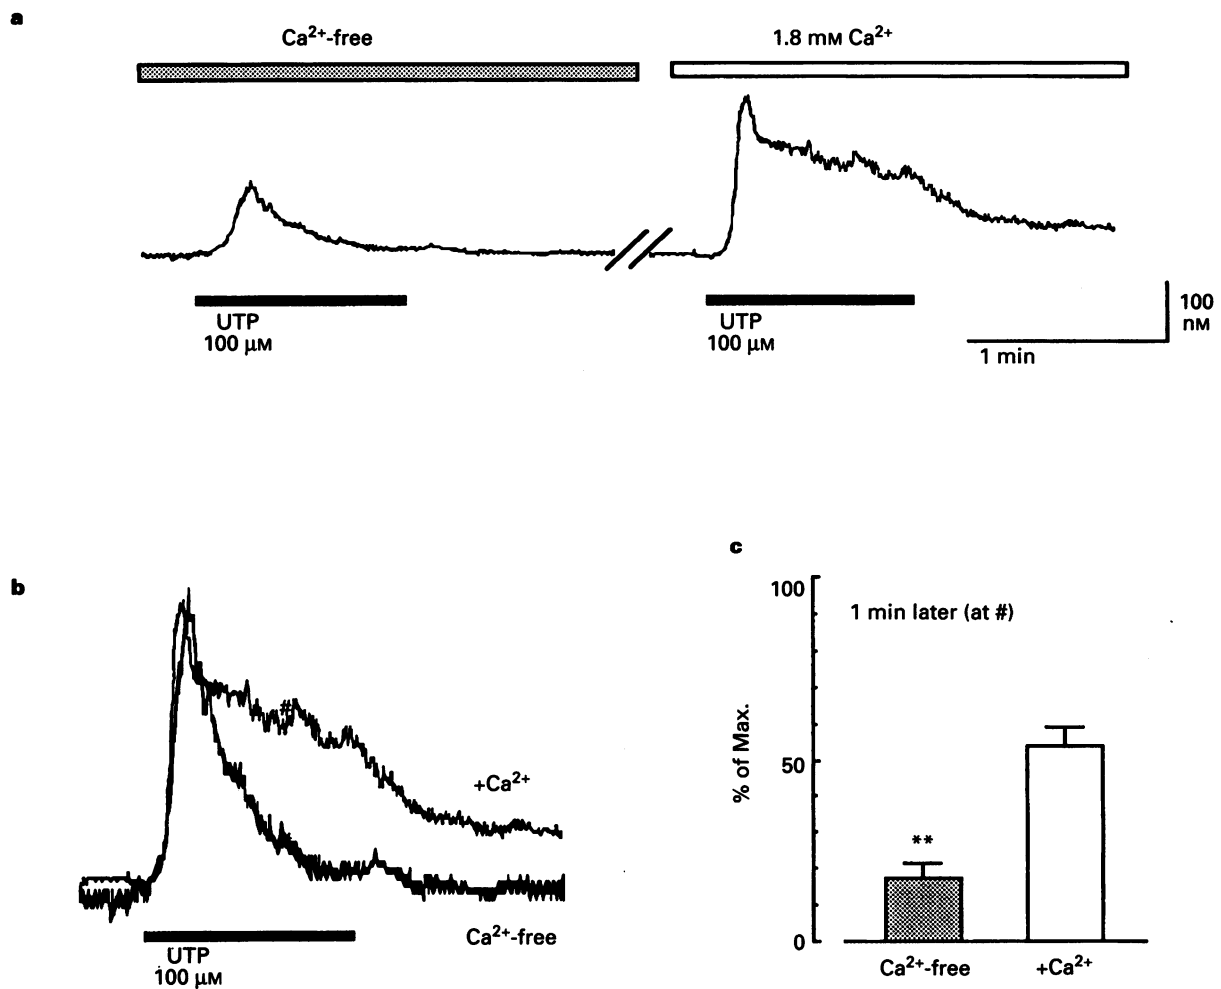 a
Ca²⁺-free
1.8 mM Ca²⁺
UTP
100 μM
UTP
100 μM
100
nM
1 min
b
#
+Ca²⁺
Ca²⁺-free
UTP
100 μM
c
1 min later (at #)
% of Max.
100
50
0
**
Ca²⁺-free
+Ca²⁺